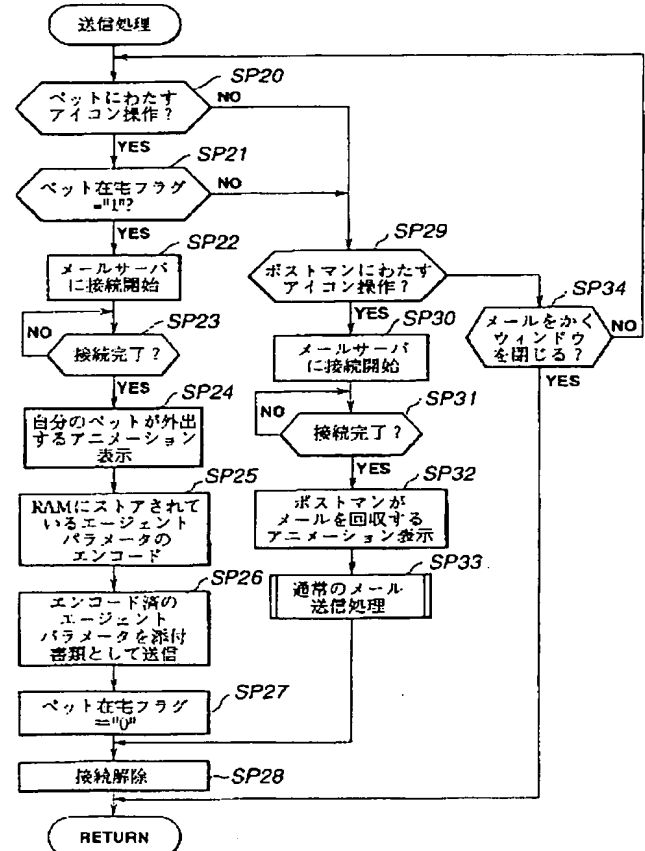 送信処理
SP20
ペットにわたす
アイコン操作？
NO
YES
SP21
ペット在宅フラグ
="1"?
NO
YES
SP22
メールサーバ
に接続開始
SP23
NO
接続完了？
YES
SP24
自分のペットが外出
するアニメーション
表示
SP25
RAMにストアされて
いるエージェント
パラメータの
エンコード
SP26
エンコード済の
エージェント
パラメータを添付
書類として送信
SP27
ペット在宅フラグ
="0"
接続解除
SP28
RETURN
SP29
ポストマンにわたす
アイコン操作？
YES
SP30
メールサーバ
に接続開始
SP31
NO
接続完了？
YES
SP32
ポストマンが
メールを回収する
アニメーション表示
SP33
通常のメール
送信処理
SP34
メールをかく
ウィンドウ
を閉じる？
NO
YES